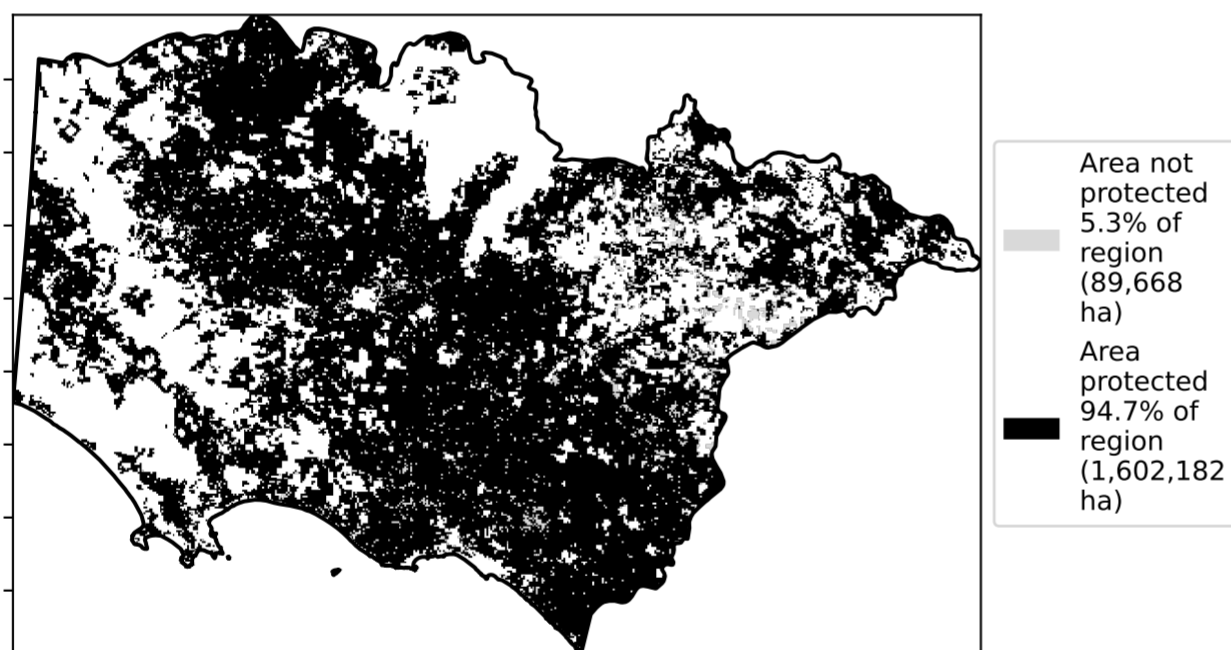 Area not
protected
5.3% of
region
(89,668
ha)
Area
protected
94.7% of
region
(1,602,182
ha)